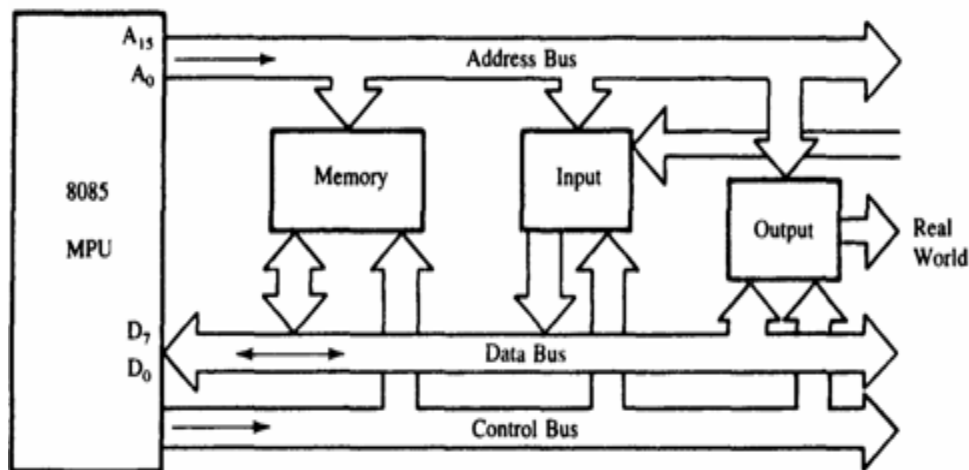 A15
Address Bus
A0
Memory
Input
8085
MPU
Output
Real
World
D7
Data Bus
D0
Control Bus